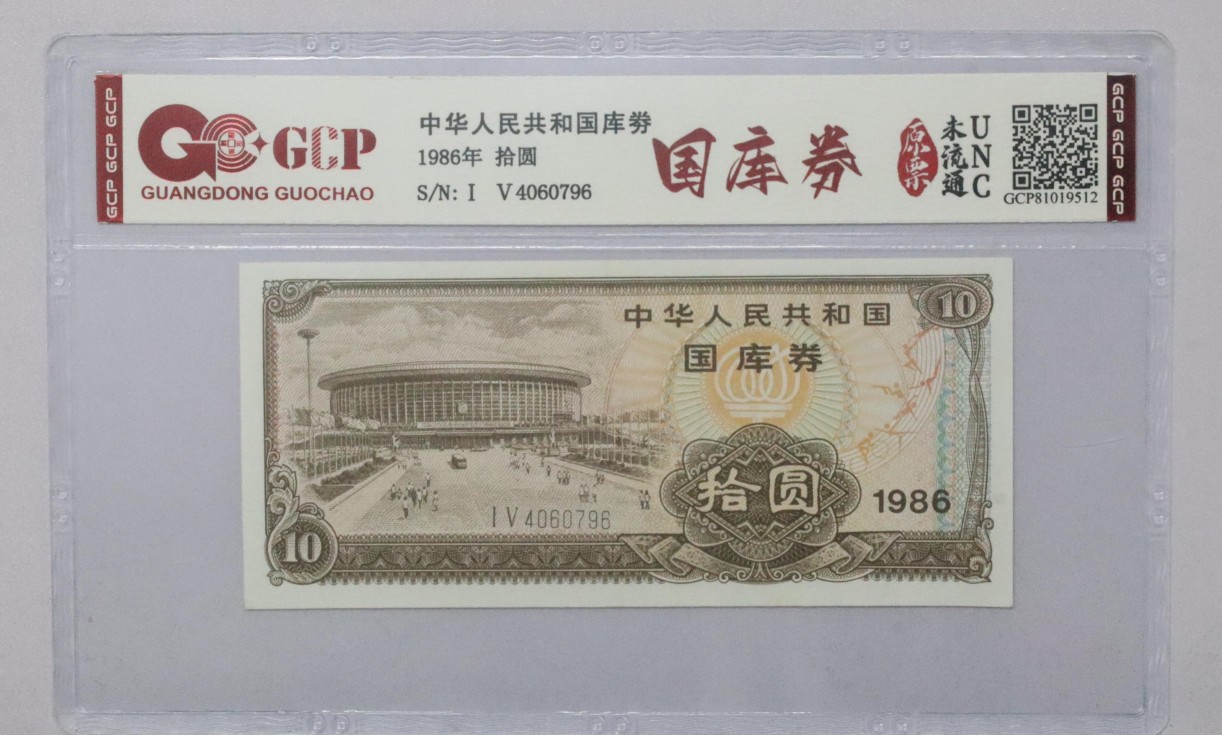 GCP GCP GCP
GCP
GUANGDONG GUOCHAO
中华人民共和国库券
1986年 拾圆
S/N: I V 4060796
国库券
原票
未流通
UNC
GCP81019512
GCP GCP GCP
10
中华人民共和国
国库券
拾圆
1986
I V 4060796
10